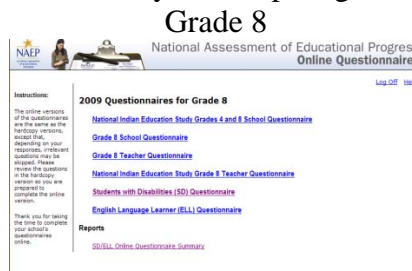 Grade 8
NAEP
National Assessment of Educational Progres
Online Questionnaire
Log Off He
Instructions:
The online versions
of the questionnaires
are the same as the
hardcopy versions,
except that,
depending on your
responses, irrelevant
questions may be
skipped. Please
review the questions
in the hardcopy
version as you are
prepared to
complete the online
version.
Thank you for taking
the time to complete
your school's
questionnaires
online.
2009 Questionnaires for Grade 8
National Indian Education Study Grades 4 and 8 School Questionnaire
Grade 8 School Questionnaire
Grade 8 Teacher Questionnaire
National Indian Education Study Grade 8 Teacher Questionnaire
Students with Disabilities (SD) Questionnaire
English Language Learner (ELL) Questionnaire
Reports
SD/ELL Online Questionnaire Summary